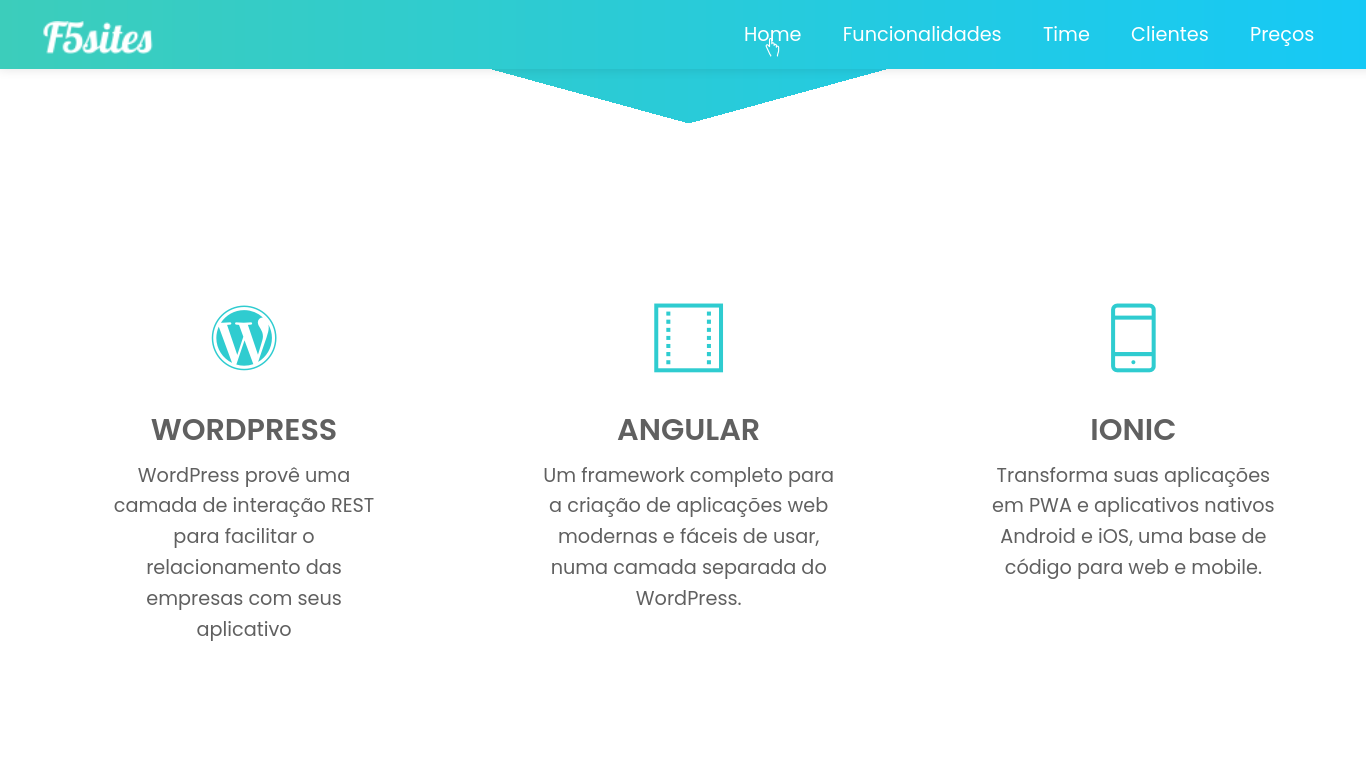 F5sites
Home Funcionalidades Time Clientes Preços
WORDPRESS
WordPress provê uma
camada de interação REST
para facilitar o
relacionamento das
empresas com seus
aplicativo
ANGULAR
Um framework completo para
a criação de aplicações web
modernas e fáceis de usar,
numa camada separada do
WordPress.
IONIC
Transforma suas aplicações
em PWA e aplicativos nativos
Android e iOS, uma base de
código para web e mobile.